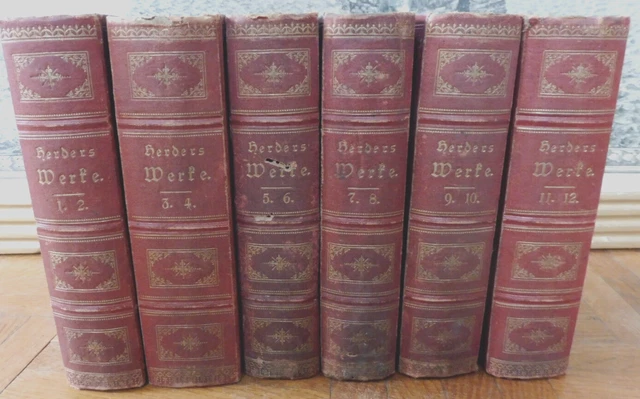 Herders
Werke.
1. 2.
Herders
Werke.
3. 4.
Herders
Werke.
5. 6.
Herders
Werke.
7. 8.
Herders
Werke.
9. 10.
Herders
Werke.
11. 12.